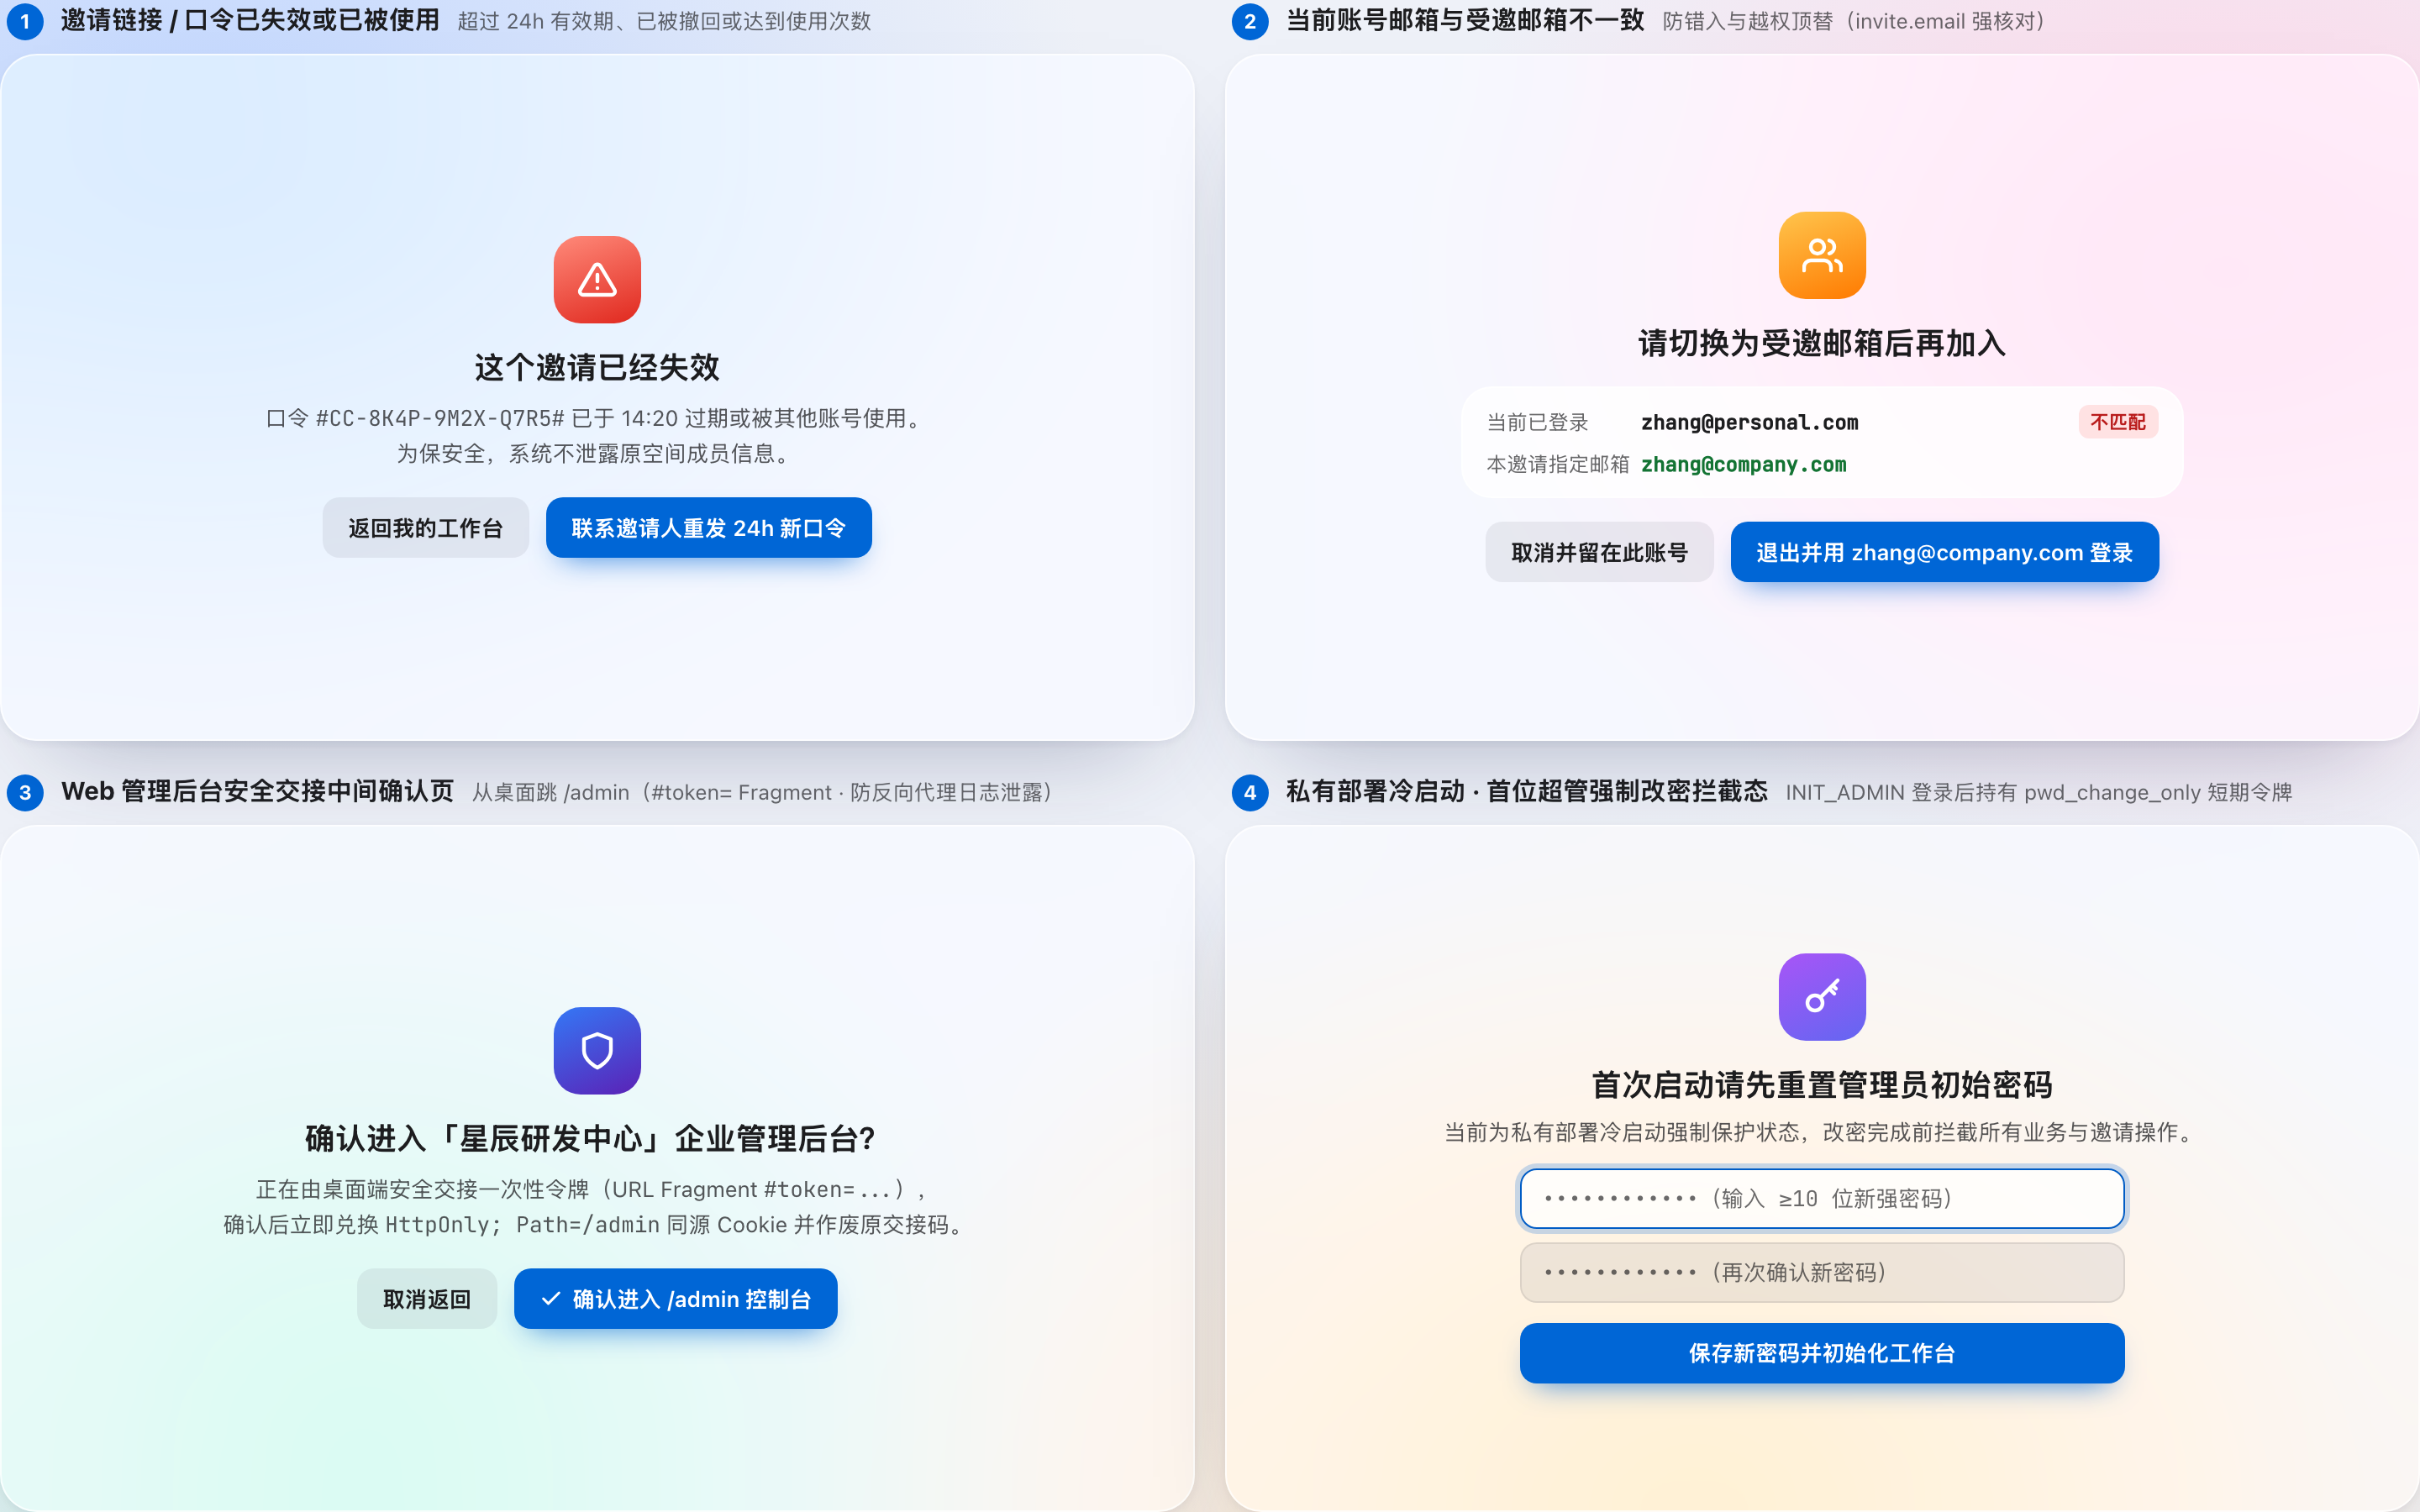 1 邀请链接 / 口令已失效或已被使用 超过 24h 有效期、已被撤回或达到使用次数
这个邀请已经失效
口令 #CC-8K4P-9M2X-Q7R5# 已于 14:20 过期或被其他账号使用。
为保安全，系统不泄露原空间成员信息。
返回我的工作台 联系邀请人重发 24h 新口令
2 当前账号邮箱与受邀邮箱不一致 防错入与越权顶替（invite.email 强核对）
请切换为受邀邮箱后再加入
当前已登录 zhang@personal.com 不匹配
本邀请指定邮箱 zhang@company.com
取消并留在此账号 退出并用 zhang@company.com 登录
3 Web 管理后台安全交接中间确认页 从桌面跳 /admin（#token= Fragment · 防反向代理日志泄露）
确认进入「星辰研发中心」企业管理后台?
正在由桌面端安全交接一次性令牌（URL Fragment #token=...），
确认后立即兑换 HttpOnly; Path=/admin 同源 Cookie 并作废原交接码。
取消返回 确认进入 /admin 控制台
4 私有部署冷启动 · 首位超管强制改密拦截态 INIT_ADMIN 登录后持有 pwd_change_only 短期令牌
首次启动请先重置管理员初始密码
当前为私有部署冷启动强制保护状态，改密完成前拦截所有业务与邀请操作。
••••••••••••（输入 ≥10 位新强密码）
••••••••••••（再次确认新密码）
保存新密码并初始化工作台